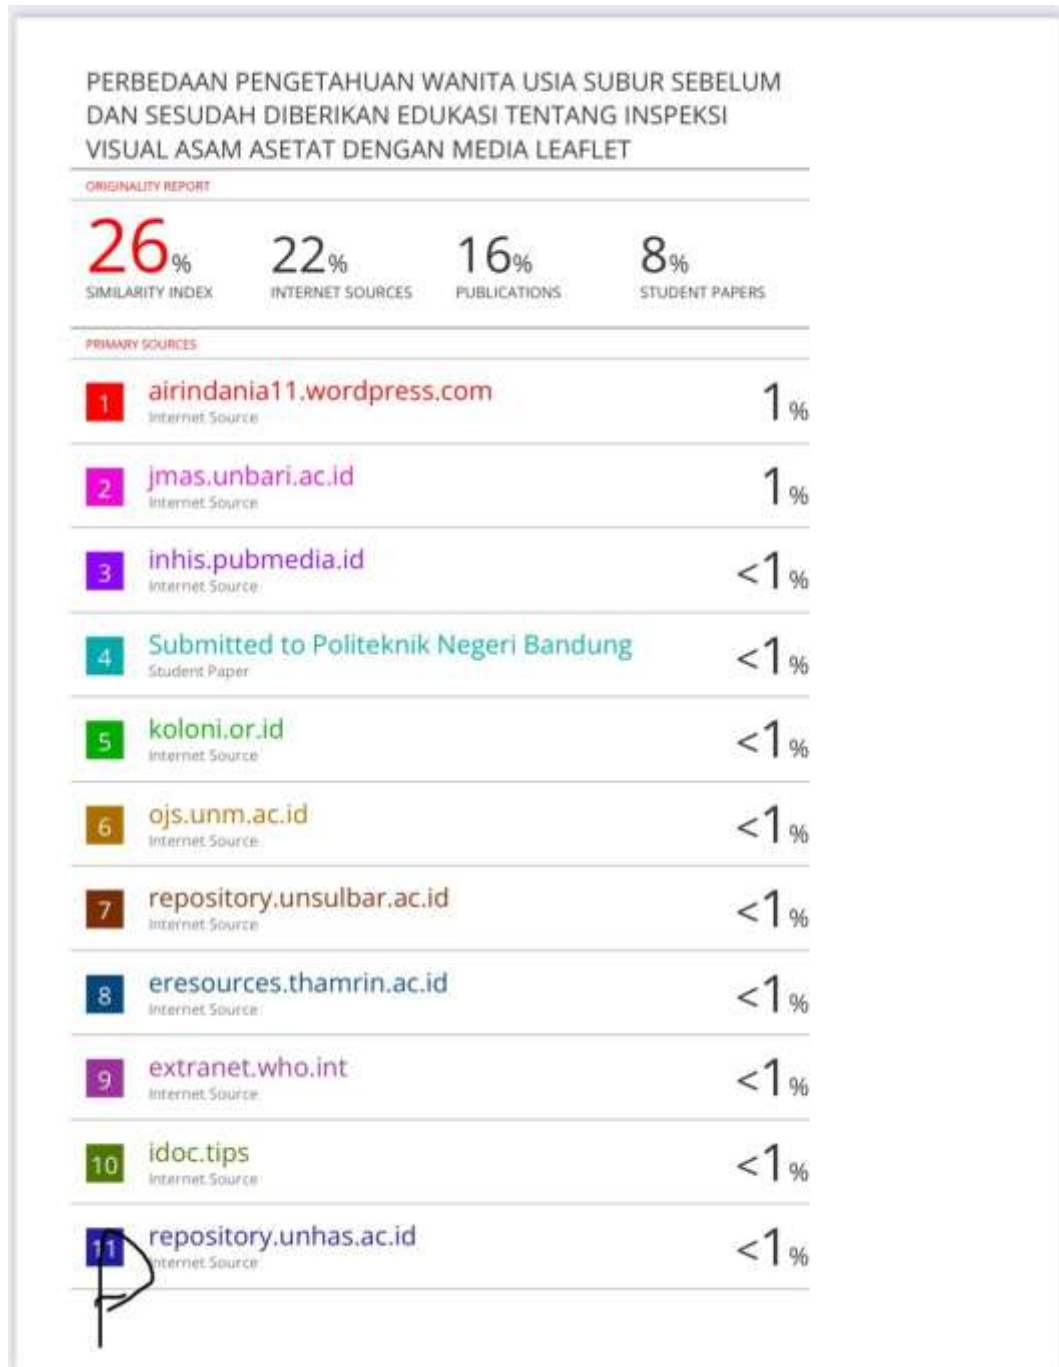 PERBEDAAN PENGETAHUAN WANITA USIA SUBUR SEBELUM
DAN SESUDAH DIBERIKAN EDUKASI TENTANG INSPEKSI
VISUAL ASAM ASETAT DENGAN MEDIA LEAFLET
ORIGINALITY REPORT
26% 22% 16% 8%
SIMILARITY INDEX INTERNET SOURCES PUBLICATIONS STUDENT PAPERS
PRIMARY SOURCES
1 airindania11.wordpress.com 1%
Internet Source
2 jmas.unbari.ac.id 1%
Internet Source
3 inhis.pubmedia.id <1%
Internet Source
4 Submitted to Politeknik Negeri Bandung <1%
Student Paper
5 koloni.or.id <1%
Internet Source
6 ojs.unm.ac.id <1%
Internet Source
7 repository.unsulbar.ac.id <1%
Internet Source
8 eresources.thamrin.ac.id <1%
Internet Source
9 extranet.who.int <1%
Internet Source
10 idoc.tips <1%
Internet Source
11 repository.unhas.ac.id <1%
Internet Source